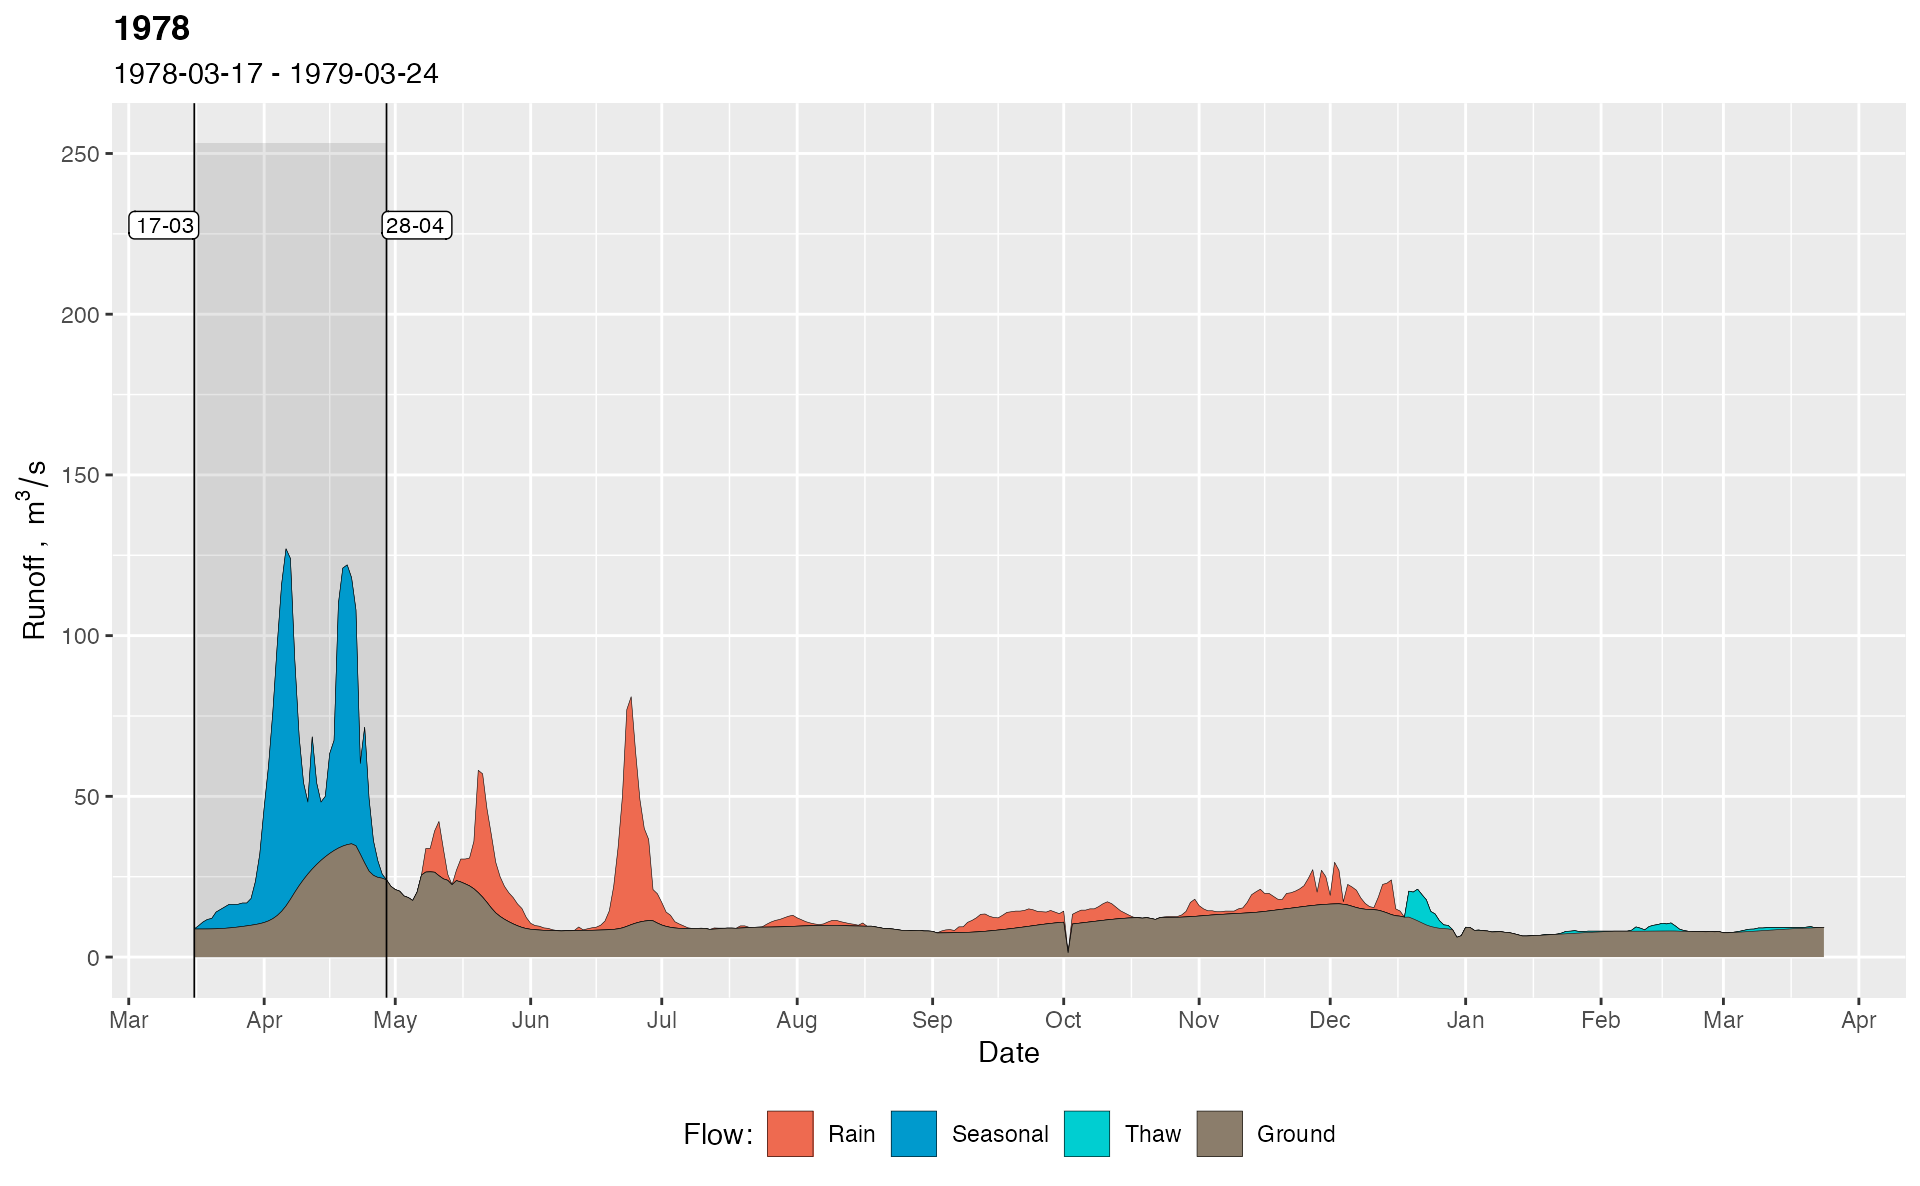 1978
1978-03-17 - 1979-03-24
250
200
150
100
50
0
Runoff , m³/s
17-03
28-04
Mar Apr May Jun Jul Aug Sep Oct Nov Dec Jan Feb Mar Apr
Date
Flow: Rain Seasonal Thaw Ground